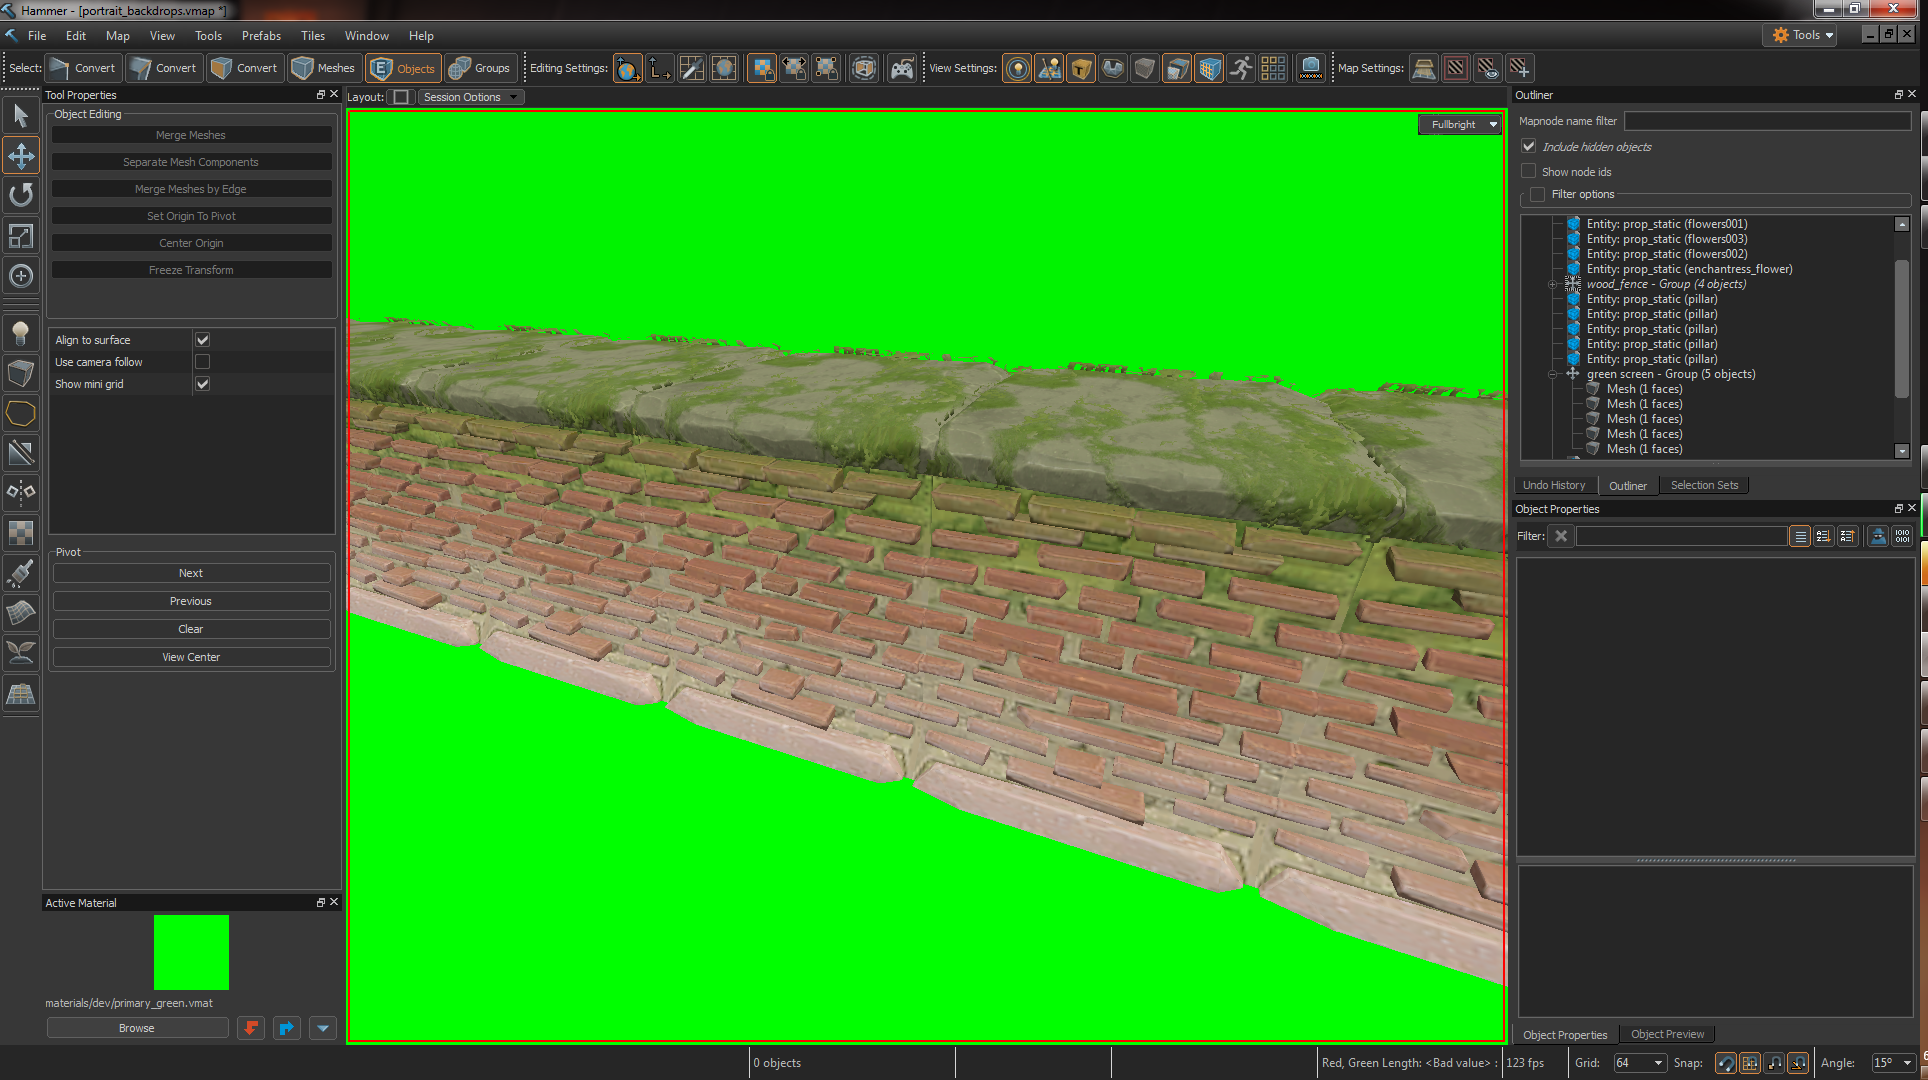 Hammer - [portrait_backdrops.vmap *]
File Edit Map View Tools Prefabs Tiles Window Help
Tools
Select: Convert Convert Convert Meshes Objects Groups Editing Settings: View Settings: Map Settings:
Tool Properties
Layout: Session Options
Outliner
Object Editing
Merge Meshes
Separate Mesh Components
Merge Meshes by Edge
Set Origin To Pivot
Center Origin
Freeze Transform
Align to surface
Use camera follow
Show mini grid
Pivot
Next
Previous
Clear
View Center
Active Material
materials/dev/primary_green.vmat
Browse
Fullbright
Mapnode name filter
Include hidden objects
Show node ids
Filter options
Entity: prop_static (flowers001)
Entity: prop_static (flowers003)
Entity: prop_static (flowers002)
Entity: prop_static (enchantress_flower)
wood_fence - Group (4 objects)
Entity: prop_static (pillar)
Entity: prop_static (pillar)
Entity: prop_static (pillar)
Entity: prop_static (pillar)
Entity: prop_static (pillar)
green screen - Group (5 objects)
Mesh (1 faces)
Mesh (1 faces)
Mesh (1 faces)
Mesh (1 faces)
Mesh (1 faces)
Undo History Outliner Selection Sets
Object Properties
Filter:
Object Properties Object Preview
0 objects Red, Green Length: <Bad value> : 123 fps Grid: 64 Snap: Angle: 15°